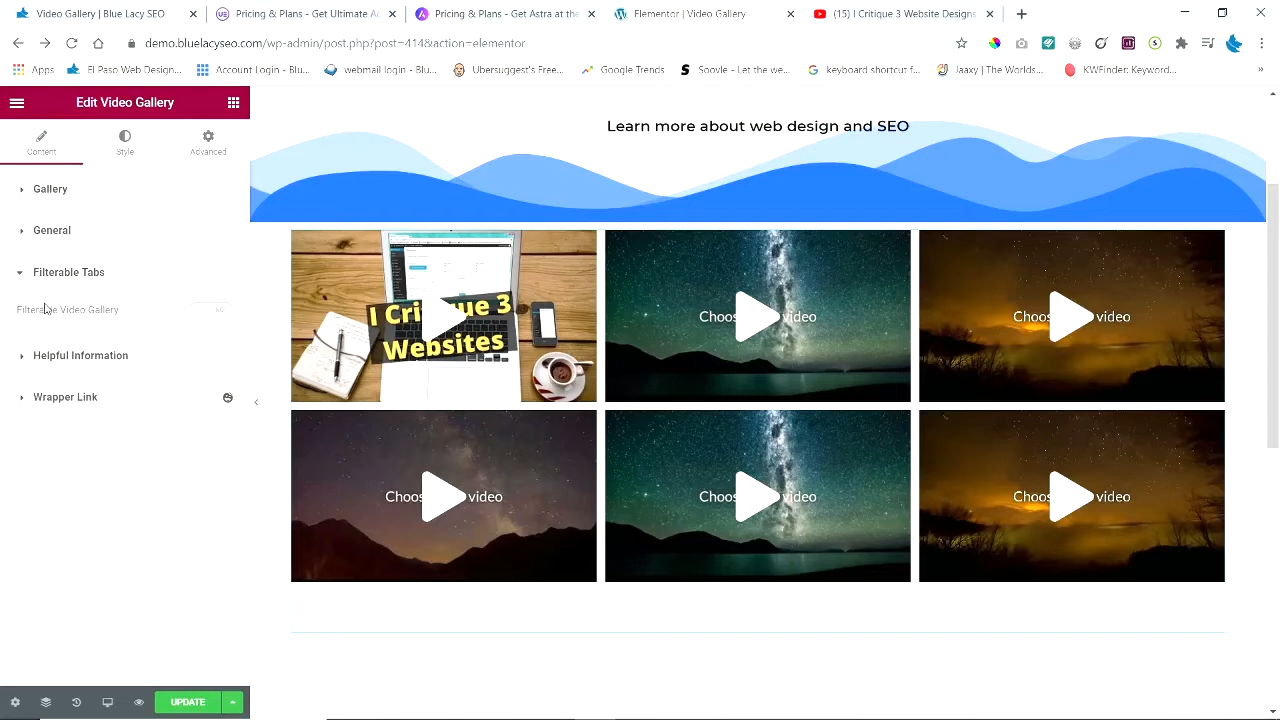 Video Gallery | Blue Lacy SEO
Pricing & Plans - Get Ultimate Ad
Pricing & Plans - Get Astra at the
Elementor | Video Gallery
(15) I Critique 3 Website Designs
demo.bluelacyseo.com/wp-admin/post.php?post=414&action=elementor
Apps
El Paso Web Design...
Account Login - Blu...
webmail login - Blu...
Ubersuggest's Free...
Google Trends
Soovle - Let the we...
keyboard shortcut f...
Jaaxy | The Worlds...
KWFinder: Keyword...
»
Edit Video Gallery
Content
Style
Advanced
Gallery
General
Filterable Tabs
Filterable Video Gallery
Helpful Information
Wrapper Link
UPDATE
Learn more about web design and SEO
I Critique 3
Websites
Choose video
Choose video
Choose video
Choose video
Choose video